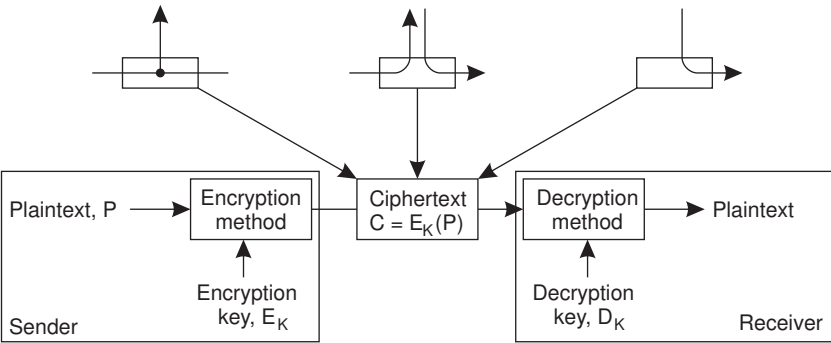 Plaintext, P
Encryption
method
Ciphertext
C = E_K(P)
Decryption
method
Plaintext
Encryption
key, E_K
Decryption
key, D_K
Sender
Receiver